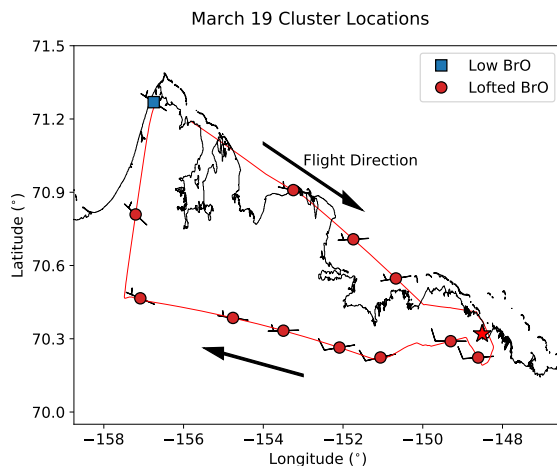 March 19 Cluster Locations
71.5
71.2
70.9
70.6
70.3
70.0
Latitude (°)
Low BrO
Lofted BrO
Flight Direction
−158
−156
−154
−152
−150
−148
Longitude (°)